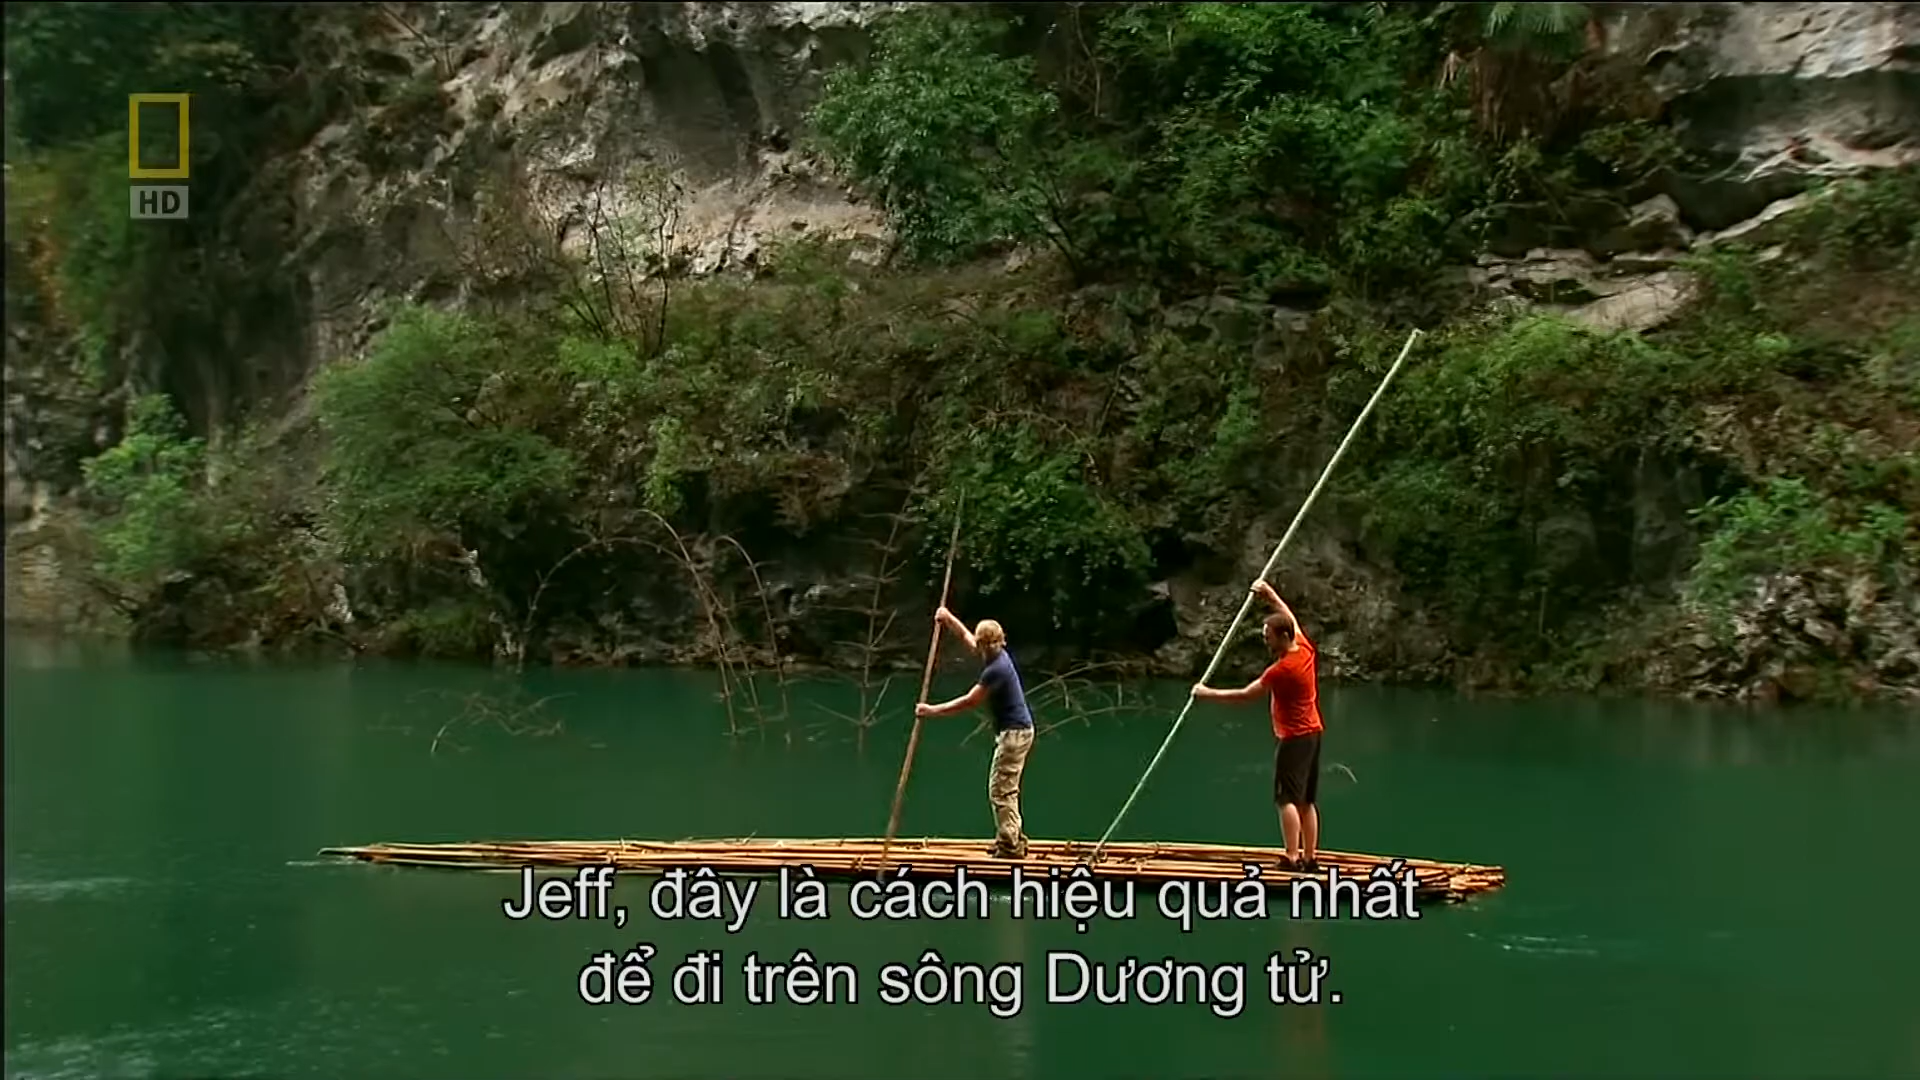 HD
Jeff, đây là cách hiệu quả nhất
để đi trên sông Dương tử.